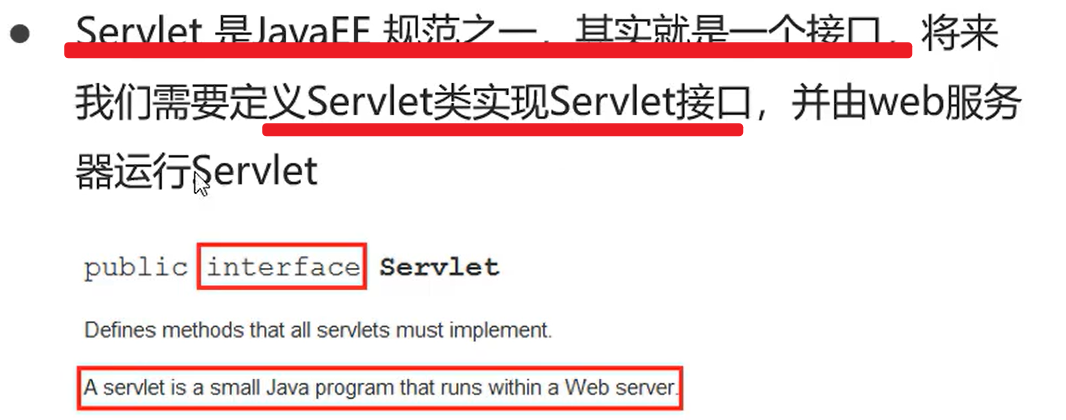 Servlet 是JavaEE 规范之一，其实就是一个接口，将来
我们需要定义Servlet类实现Servlet接口，并由web服务
器运行Servlet
public interface Servlet
Defines methods that all servlets must implement.
A servlet is a small Java program that runs within a Web server.